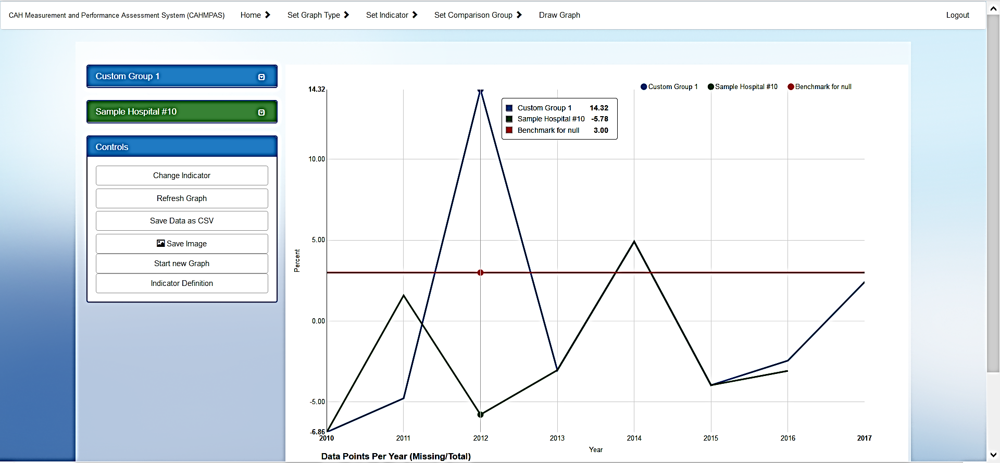 CAH Measurement and Performance Assessment System (CAHMPAS) Home Set Graph Type Set Indicator Set Comparison Group Draw Graph Logout
Custom Group 1
Sample Hospital #10
Controls
Change Indicator
Refresh Graph
Save Data as CSV
Save Image
Start new Graph
Indicator Definition
Custom Group 1 Sample Hospital #10 Benchmark for null
14.32
Custom Group 1 14.32
Sample Hospital #10 -5.78
Benchmark for null 3.00
10.00
5.00
Percent
0.00
-5.00
-6.86
2010 2011 2012 2013 2014 2015 2016 2017
Year
Data Points Per Year (Missing/Total)